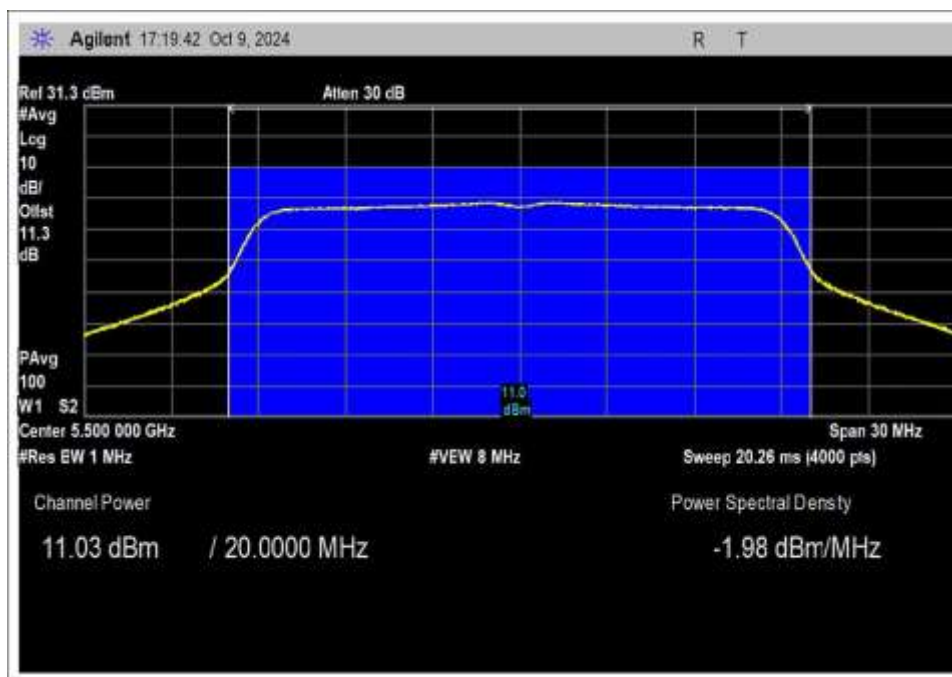 Agilent 17:19:42 Oct 9, 2024 R T
Ref 31.3 dBm Atten 30 dB
#Avg
Log
10
dB/
Offst
11.3
dB
PAvg
100
W1 S2
11.0
dBm
Center 5.500 000 GHz Span 30 MHz
#Res BW 1 MHz #VBW 8 MHz Sweep 20.26 ms (4000 pts)
Channel Power Power Spectral Density
11.03 dBm / 20.0000 MHz -1.98 dBm/MHz